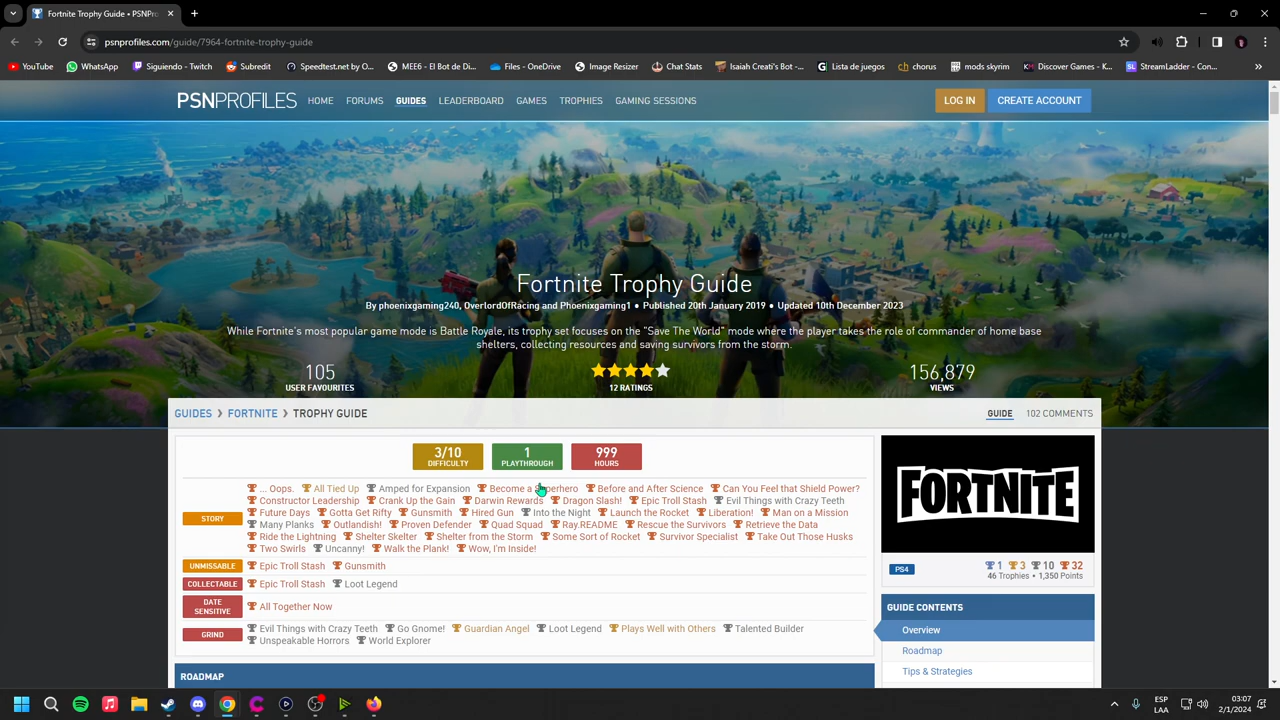 Fortnite Trophy Guide • PSNPr
psnprofiles.com/guide/7964-fortnite-trophy-guide
YouTube WhatsApp Siguiendo - Twitch Subredit Speedtest.net by O... MEE6 - El Bot de Di... Files - OneDrive Image Resizer Chat Stats Isaiah Creati's Bot -... Lista de juegos chorus mods skyrim Discover Games - K... StreamLadder - Con... »
PSNPROFILES HOME FORUMS GUIDES LEADERBOARD GAMES TROPHIES GAMING SESSIONS LOG IN CREATE ACCOUNT
Fortnite Trophy Guide
By phoenixgaming240, OverlordOfRacing and Phoenixgaming1 • Published 20th January 2019 • Updated 10th December 2023
While Fortnite's most popular game mode is Battle Royale, its trophy set focuses on the "Save The World" mode where the player takes the role of commander of home base
shelters, collecting resources and saving survivors from the storm.
105 156,879
USER FAVOURITES 12 RATINGS VIEWS
GUIDES > FORTNITE > TROPHY GUIDE GUIDE 102 COMMENTS
3/10 1 999
DIFFICULTY PLAYTHROUGH HOURS
... Oops. All Tied Up Amped for Expansion Become a Superhero Before and After Science Can You Feel that Shield Power?
Constructor Leadership Crank Up the Gain Darwin Rewards Dragon Slash! Epic Troll Stash Evil Things with Crazy Teeth
Future Days Gotta Get Rifty Gunsmith Hired Gun Into the Night Launch the Rocket Liberation! Man on a Mission
STORY
Many Planks Outlandish! Proven Defender Quad Squad Ray.README Rescue the Survivors Retrieve the Data
Ride the Lightning Shelter Skelter Shelter from the Storm Some Sort of Rocket Survivor Specialist Take Out Those Husks
Two Swirls Uncanny! Walk the Plank! Wow, I'm Inside!
UNMISSABLE Epic Troll Stash Gunsmith
COLLECTABLE Epic Troll Stash Loot Legend
DATE SENSITIVE All Together Now
GRIND Evil Things with Crazy Teeth Go Gnome! Guardian Angel Loot Legend Plays Well with Others Talented Builder
Unspeakable Horrors World Explorer
ROADMAP
FORTNITE
PS4 1 3 10 32
46 Trophies • 1,350 Points
GUIDE CONTENTS
Overview
Roadmap
Tips & Strategies
ESP
LAA
03:07
2/1/2024